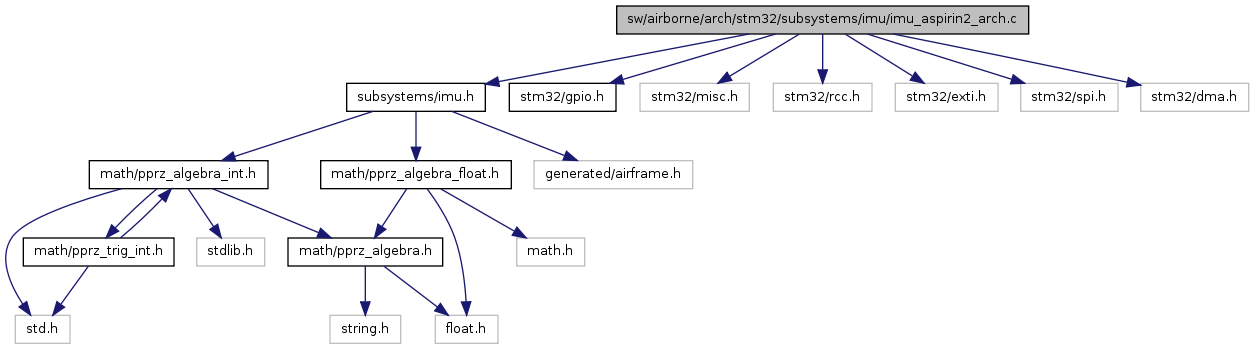 sw/airborne/arch/stm32/subsystems/imu/imu_aspirin2_arch.c
subsystems/imu.h
stm32/gpio.h
stm32/misc.h
stm32/rcc.h
stm32/exti.h
stm32/spi.h
stm32/dma.h
math/pprz_algebra_int.h
math/pprz_algebra_float.h
generated/airframe.h
math/pprz_trig_int.h
stdlib.h
math/pprz_algebra.h
math.h
std.h
string.h
float.h